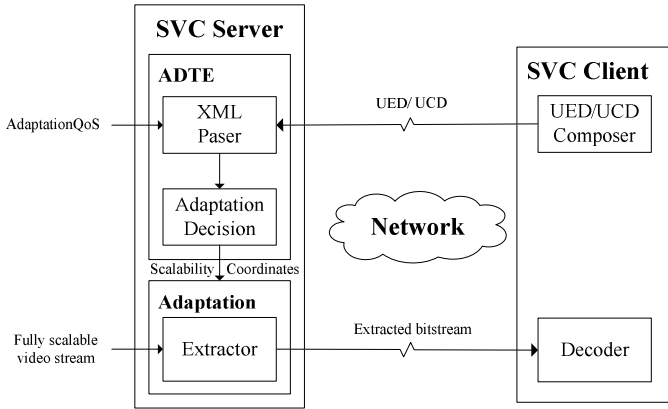 SVC Server
ADTE
SVC Client
XML
Paser
UED/ UCD
UED/UCD
Composer
AdaptationQoS
Adaptation
Decision
Network
Scalability Coordinates
Adaptation
Fully scalable
video stream
Extractor
Extracted bitstream
Decoder